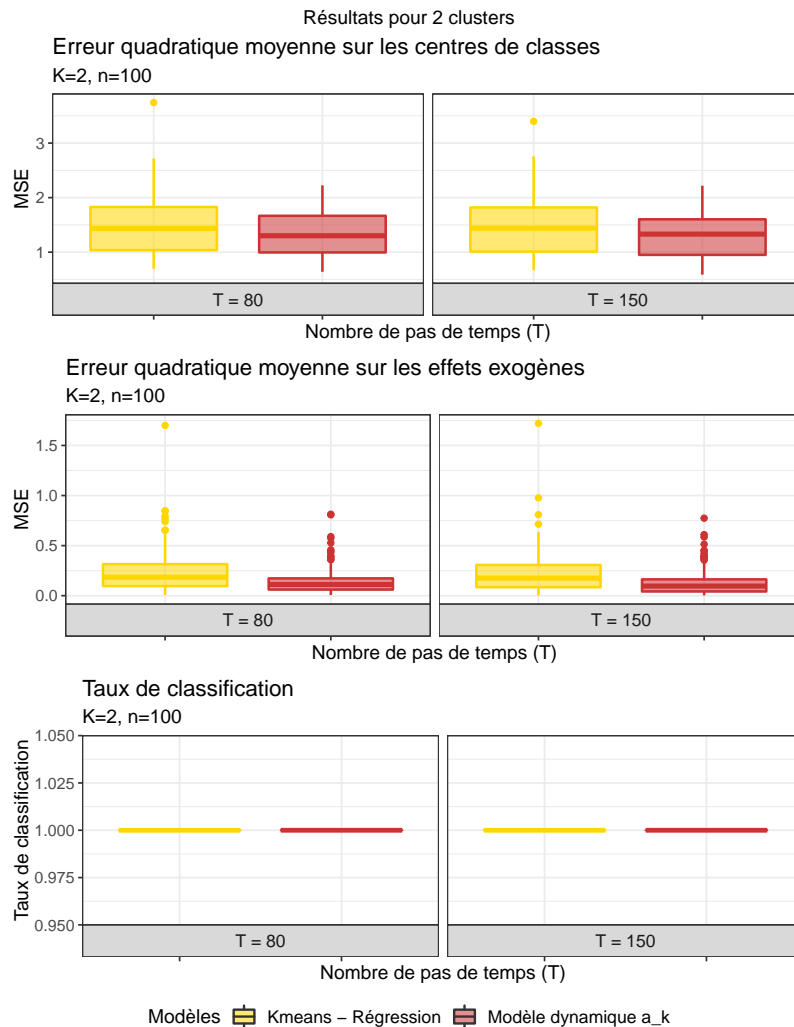 Résultats pour 2 clusters
Erreur quadratique moyenne sur les centres de classes
K=2, n=100
MSE
3
2
1
T = 80
T = 150
Nombre de pas de temps (T)
Erreur quadratique moyenne sur les effets exogènes
K=2, n=100
MSE
1.5
1.0
0.5
0.0
T = 80
T = 150
Nombre de pas de temps (T)
Taux de classification
K=2, n=100
Taux de classification
1.050
1.025
1.000
0.975
0.950
T = 80
T = 150
Nombre de pas de temps (T)
Modèles Kmeans − Régression Modèle dynamique a_k